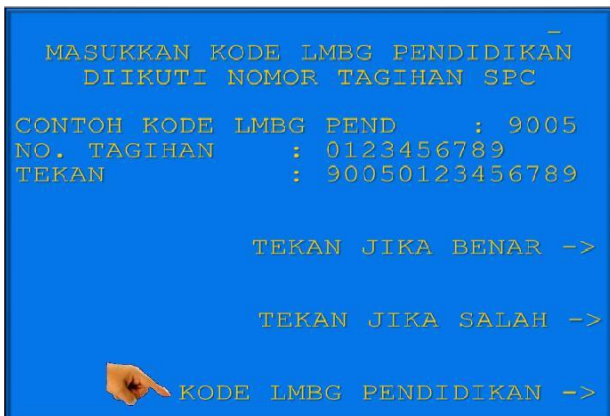 MASUKKAN KODE LMBG PENDIDIKAN
DIIKUTI NOMOR TAGIHAN SPC
CONTOH KODE LMBG PEND : 9005
NO. TAGIHAN : 0123456789
TEKAN : 90050123456789
TEKAN JIKA BENAR ->
TEKAN JIKA SALAH ->
KODE LMBG PENDIDIKAN ->